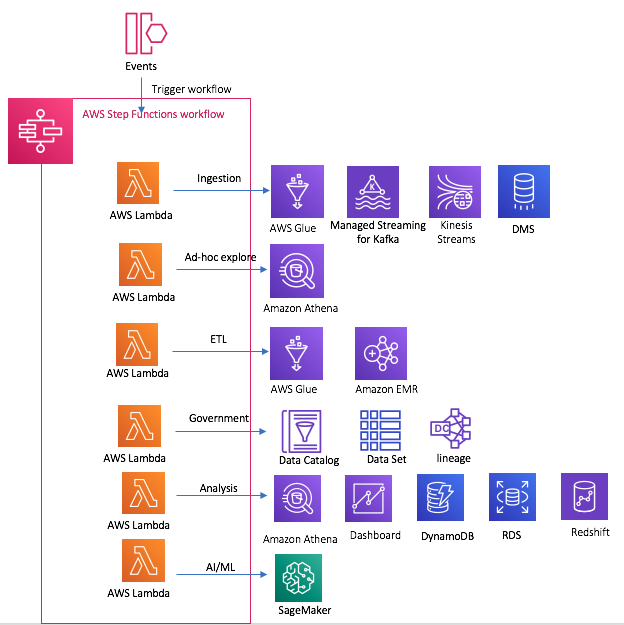 Events
Trigger workflow
AWS Step Functions workflow
Ingestion
AWS Lambda
AWS Glue
Managed Streaming
for Kafka
Kinesis
Streams
DMS
Ad-hoc explore
AWS Lambda
Amazon Athena
ETL
AWS Lambda
AWS Glue
Amazon EMR
Government
AWS Lambda
Data Catalog
Data Set
DC
lineage
Analysis
AWS Lambda
Amazon Athena
Dashboard
DynamoDB
RDS
Redshift
AI/ML
AWS Lambda
SageMaker
K